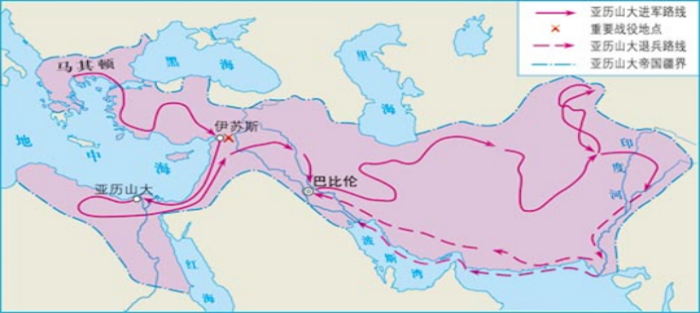 亚历山大进军路线
重要战役地点
亚历山大退兵路线
亚历山大帝国疆界
马其顿
黑海
里海
地中海
伊苏斯
亚历山大
巴比伦
印度河
波斯湾
红海